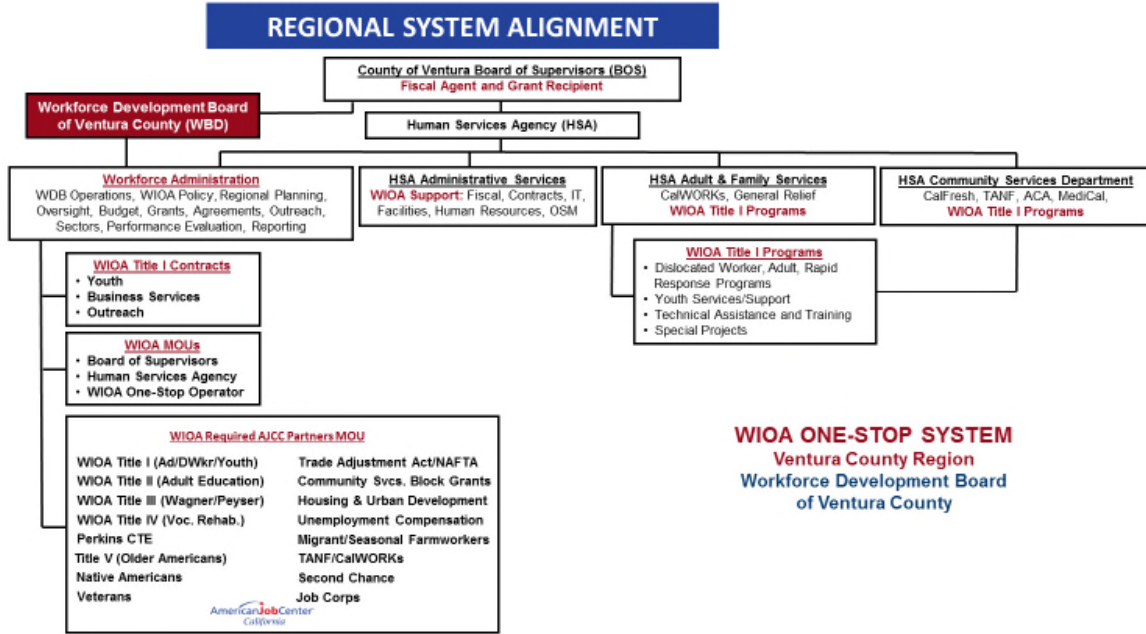 REGIONAL SYSTEM ALIGNMENT
County of Ventura Board of Supervisors (BOS)
Fiscal Agent and Grant Recipient
Workforce Development Board
of Ventura County (WBD)
Human Services Agency (HSA)
Workforce Administration
WDB Operations, WIOA Policy, Regional Planning,
Oversight, Budget, Grants, Agreements, Outreach,
Sectors, Performance Evaluation, Reporting
HSA Administrative Services
WIOA Support: Fiscal, Contracts, IT,
Facilities, Human Resources, OSM
HSA Adult & Family Services
CalWORKs, General Relief
WIOA Title I Programs
HSA Community Services Department
CalFresh, TANF, ACA, MediCal,
WIOA Title I Programs
WIOA Title I Contracts
• Youth
• Business Services
• Outreach
WIOA Title I Programs
• Dislocated Worker, Adult, Rapid
Response Programs
• Youth Services/Support
• Technical Assistance and Training
• Special Projects
WIOA MOUs
• Board of Supervisors
• Human Services Agency
• WIOA One-Stop Operator
WIOA Required AJCC Partners MOU
WIOA Title I (Ad/DWkr/Youth)
WIOA Title II (Adult Education)
WIOA Title III (Wagner/Peyser)
WIOA Title IV (Voc. Rehab.)
Perkins CTE
Title V (Older Americans)
Native Americans
Veterans
Trade Adjustment Act/NAFTA
Community Svcs. Block Grants
Housing & Urban Development
Unemployment Compensation
Migrant/Seasonal Farmworkers
TANF/CalWORKs
Second Chance
Job Corps
AmericanJobCenter
California
WIOA ONE-STOP SYSTEM
Ventura County Region
Workforce Development Board
of Ventura County